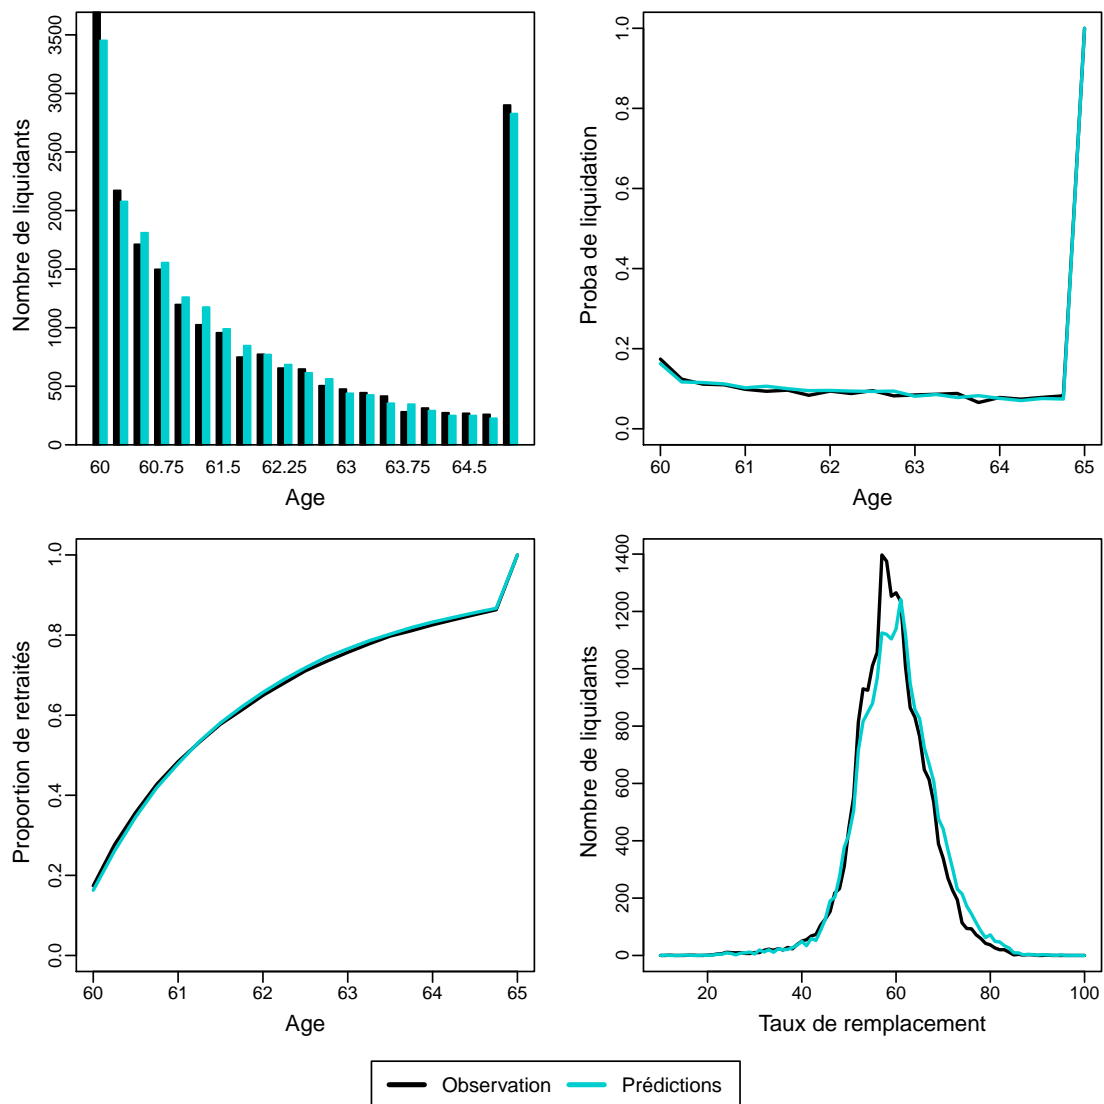 Nombre de liquidants
0 500 1000 1500 2000 2500 3000 3500
60 60.75 61.5 62.25 63 63.75 64.5
Age
Proba de liquidation
0.0 0.2 0.4 0.6 0.8 1.0
60 61 62 63 64 65
Age
Proportion de retraités
0.0 0.2 0.4 0.6 0.8 1.0
60 61 62 63 64 65
Age
Nombre de liquidants
0 200 400 600 800 1000 1200 1400
20 40 60 80 100
Taux de remplacement
Observation Prédictions